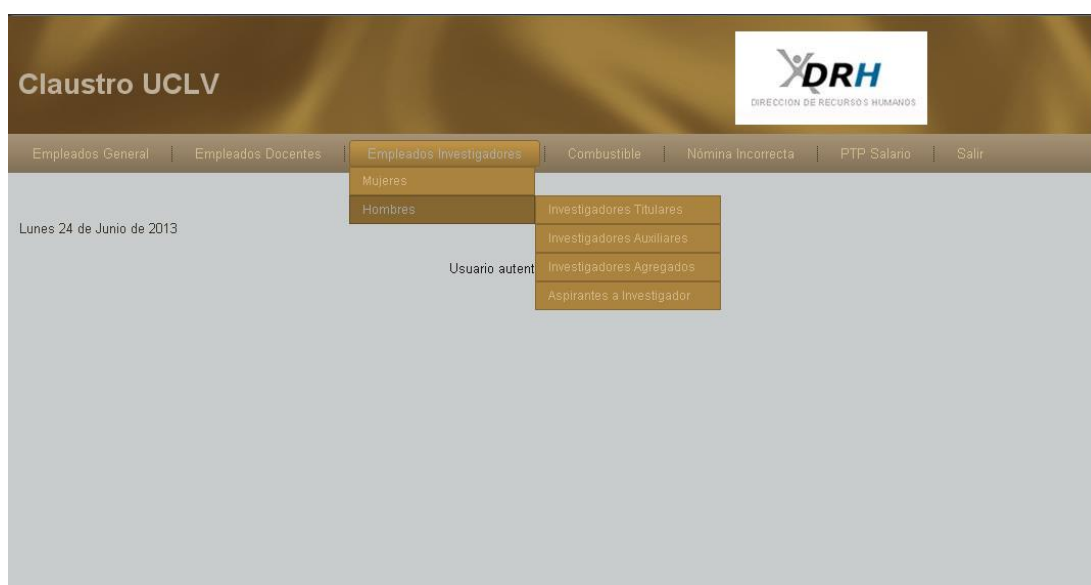 Claustro UCLV
DRH
DIRECCION DE RECURSOS HUMANOS
Empleados General | Empleados Docentes | Empleados Investigadores | Combustible | Nómina Incorrecta | PTP Salario | Salir
Mujeres
Hombres
Investigadores Titulares
Lunes 24 de Junio de 2013
Investigadores Auxiliares
Usuario autent
Investigadores Agregados
Aspirantes a Investigador